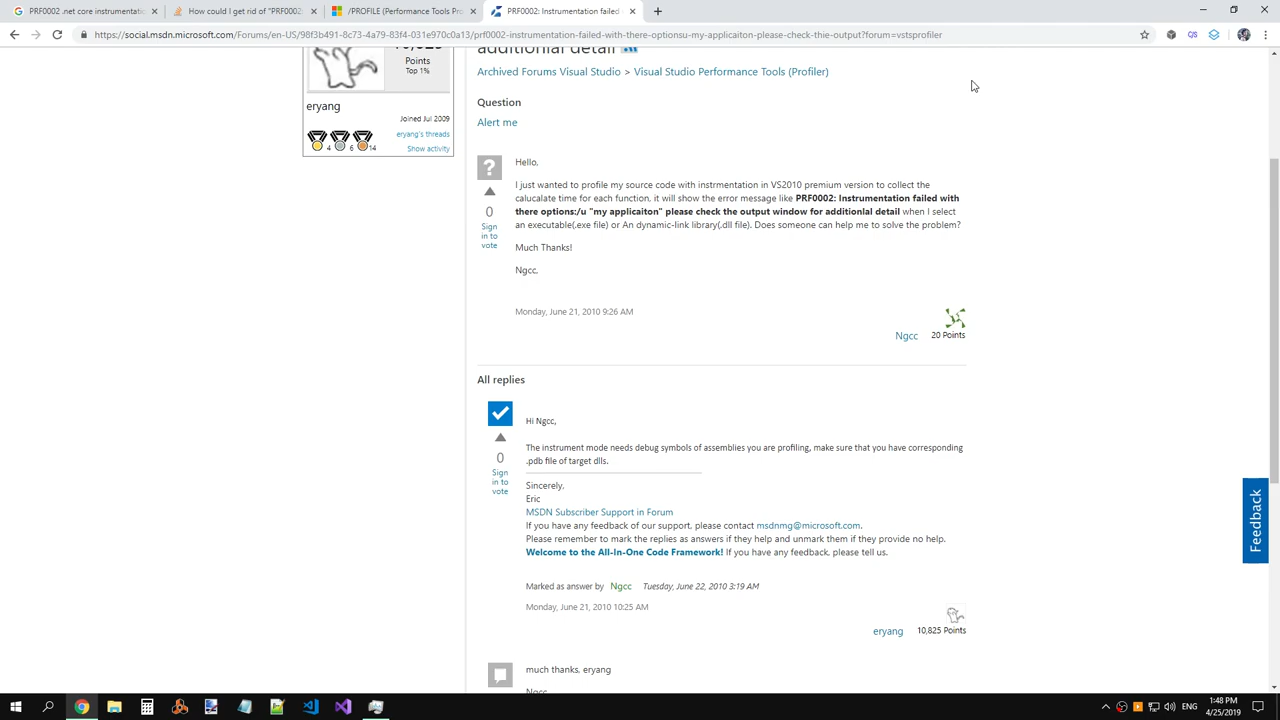 PRF0002 .net core instrumentatio
How could I get rid of "PRF0002:
/PROFILE (Performance Tools Pro
PRF0002: Instrumentation failed
https://social.msdn.microsoft.com/Forums/en-US/98f3b491-8c73-4a79-83f4-031e970c0a13/prf0002-instrumentation-failed-with-there-optionsu-my-applicaiton-please-check-thie-output?forum=vstsprofiler
additionlal detail
Points
Top 1%
Archived Forums Visual Studio > Visual Studio Performance Tools (Profiler)
eryang
Joined Jul 2009
eryang's threads
4 6 14
Show activity
Question
Alert me
Hello,
I just wanted to profile my source code with instrmentation in VS2010 premium version to collect the
calucalate time for each function. it will show the error message like PRF0002: Instrumentation failed with
there options:/u "my applicaiton" please check the output window for additionlal detail when I select
an executable(.exe file) or An dynamic-link library(.dll file). Does someone can help me to solve the problem?
0
Sign
in to
vote
Much Thanks!
Ngcc.
Monday, June 21, 2010 9:26 AM
Ngcc
20 Points
All replies
Hi Ngcc,
The instrument mode needs debug symbols of assemblies you are profiling, make sure that you have corresponding
.pdb file of target dlls.
0
Sign
in to
vote
Sincerely,
Eric
MSDN Subscriber Support in Forum
If you have any feedback of our support, please contact msdnmg@microsoft.com.
Please remember to mark the replies as answers if they help and unmark them if they provide no help.
Welcome to the All-In-One Code Framework! If you have any feedback, please tell us.
Marked as answer by Ngcc Tuesday, June 22, 2010 3:19 AM
Monday, June 21, 2010 10:25 AM
eryang
10,825 Points
much thanks. eryang
Ngcc
Feedback
ENG
1:48 PM
4/25/2019